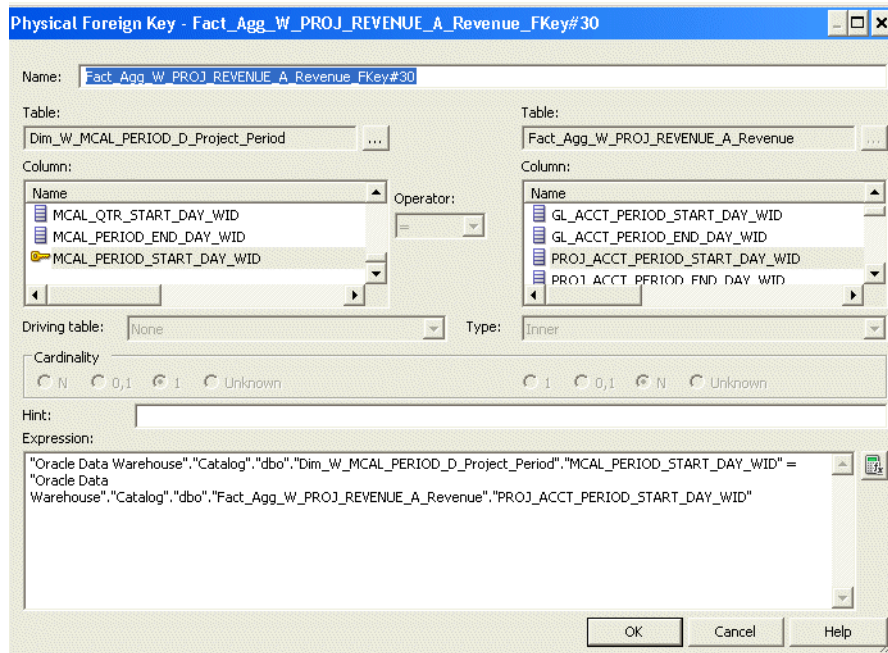 Physical Foreign Key - Fact_Agg_W_PROJ_REVENUE_A_Revenue_FKey#30
Name: Fact_Agg_W_PROJ_REVENUE_A_Revenue_FKey#30
Table: Table:
Dim_W_MCAL_PERIOD_D_Project_Period ... Fact_Agg_W_PROJ_REVENUE_A_Revenue ...
Column: Column:
Name Operator: Name
MCAL_QTR_START_DAY_WID = GL_ACCT_PERIOD_START_DAY_WID
MCAL_PERIOD_END_DAY_WID GL_ACCT_PERIOD_END_DAY_WID
MCAL_PERIOD_START_DAY_WID PROJ_ACCT_PERIOD_START_DAY_WID
PROJ_ACCT_PERIOD_END_DAY_WID
Driving table: None Type: Inner
Cardinality
N 0,1 1 Unknown 1 0,1 N Unknown
Hint:
Expression:
"Oracle Data Warehouse"."Catalog"."dbo"."Dim_W_MCAL_PERIOD_D_Project_Period"."MCAL_PERIOD_START_DAY_WID" =
"Oracle Data
Warehouse"."Catalog"."dbo"."Fact_Agg_W_PROJ_REVENUE_A_Revenue"."PROJ_ACCT_PERIOD_START_DAY_WID"
OK Cancel Help